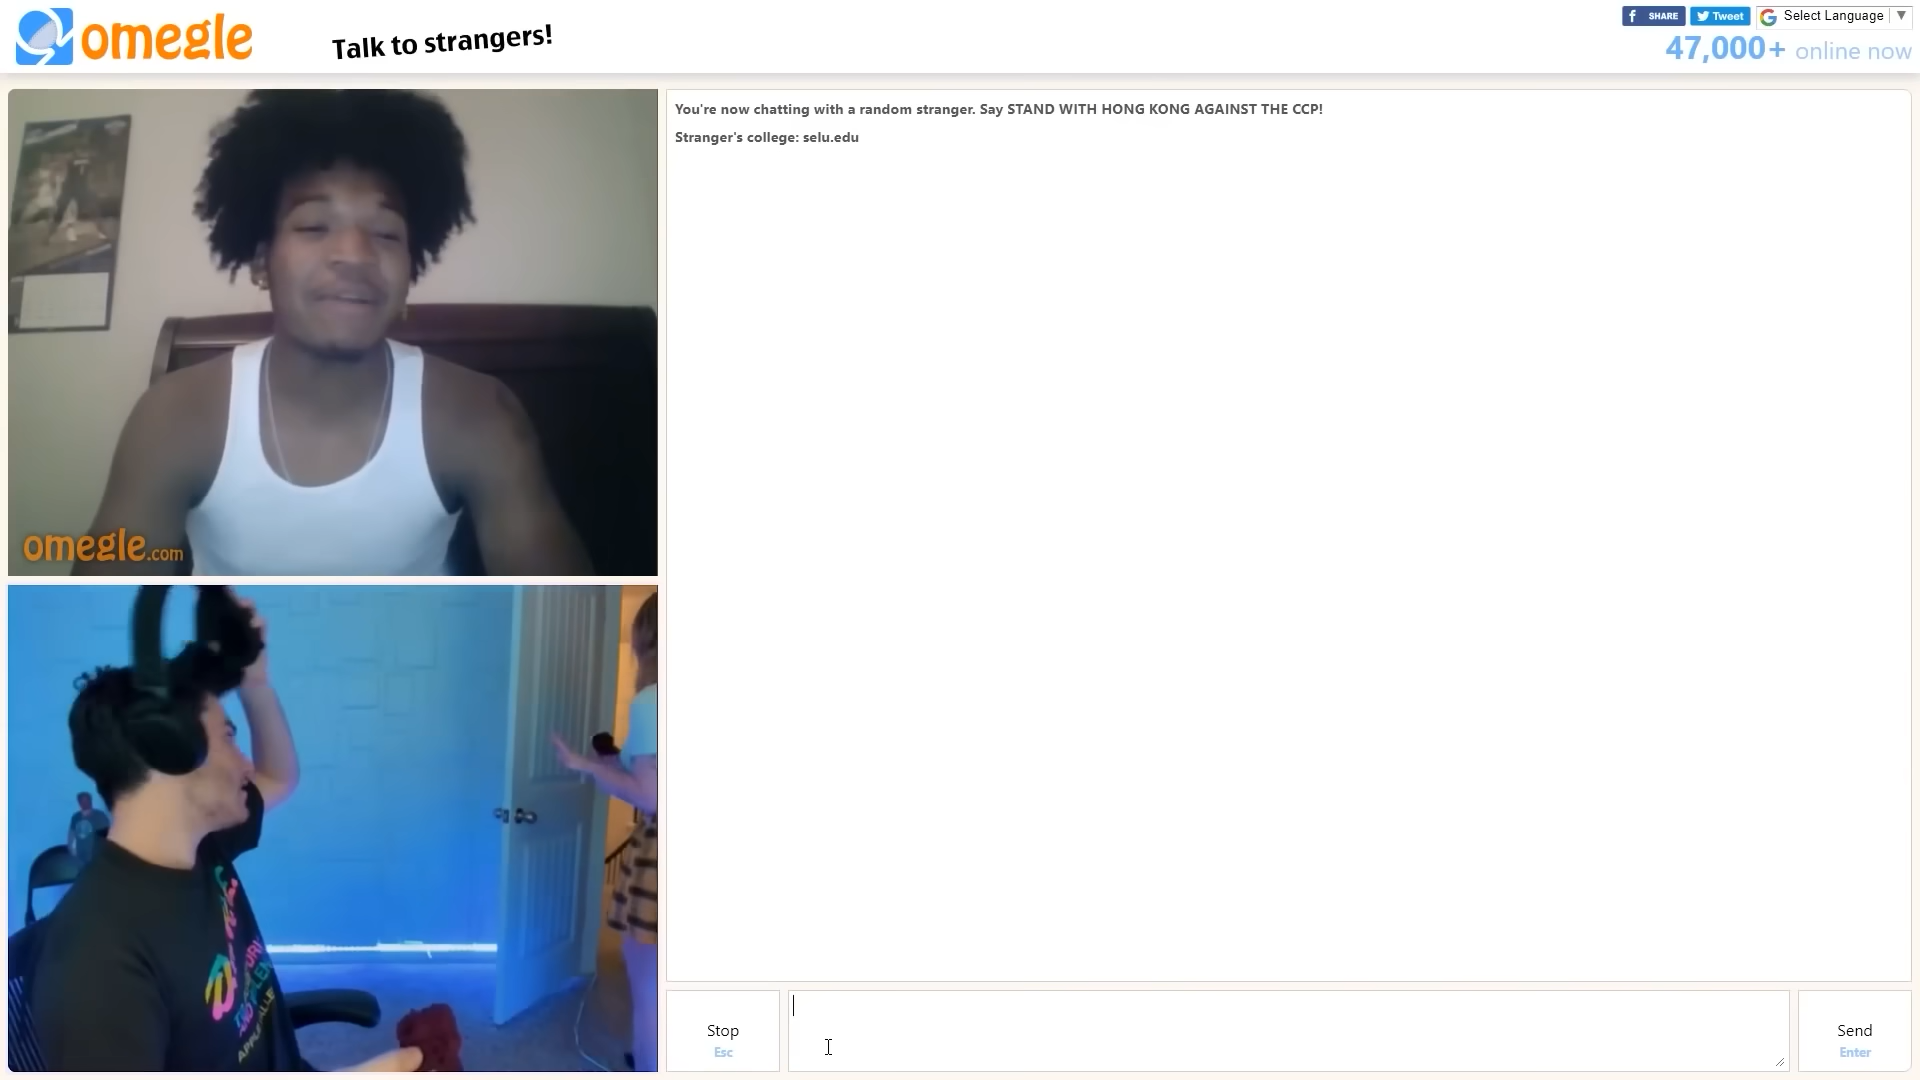 omegle
Talk to strangers!
SHARE
Tweet
Select Language
47,000+ online now
You're now chatting with a random stranger. Say STAND WITH HONG KONG AGAINST THE CCP!
Stranger's college: selu.edu
omegle.com
Stop
Esc
Send
Enter